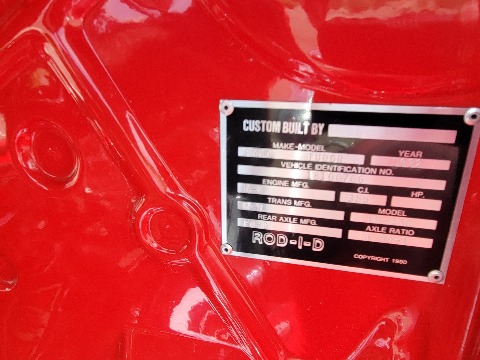 CUSTOM BUILT BY
MAKE-MODEL
YEAR
TUDOR
VEHICLE IDENTIFICATION NO.
ENGINE MFG. C.I. HP.
TRANS MFG. MODEL
REAR AXLE MFG. AXLE RATIO
ROD-I-D
COPYRIGHT 1980